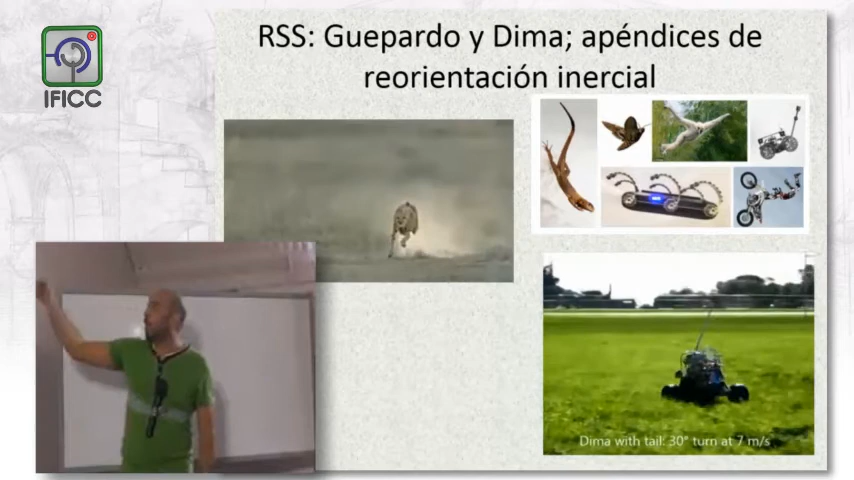 IFICC
RSS: Guepardo y Dima; apéndices de
reorientación inercial
Dima with tail: 30° turn at 7 m/s